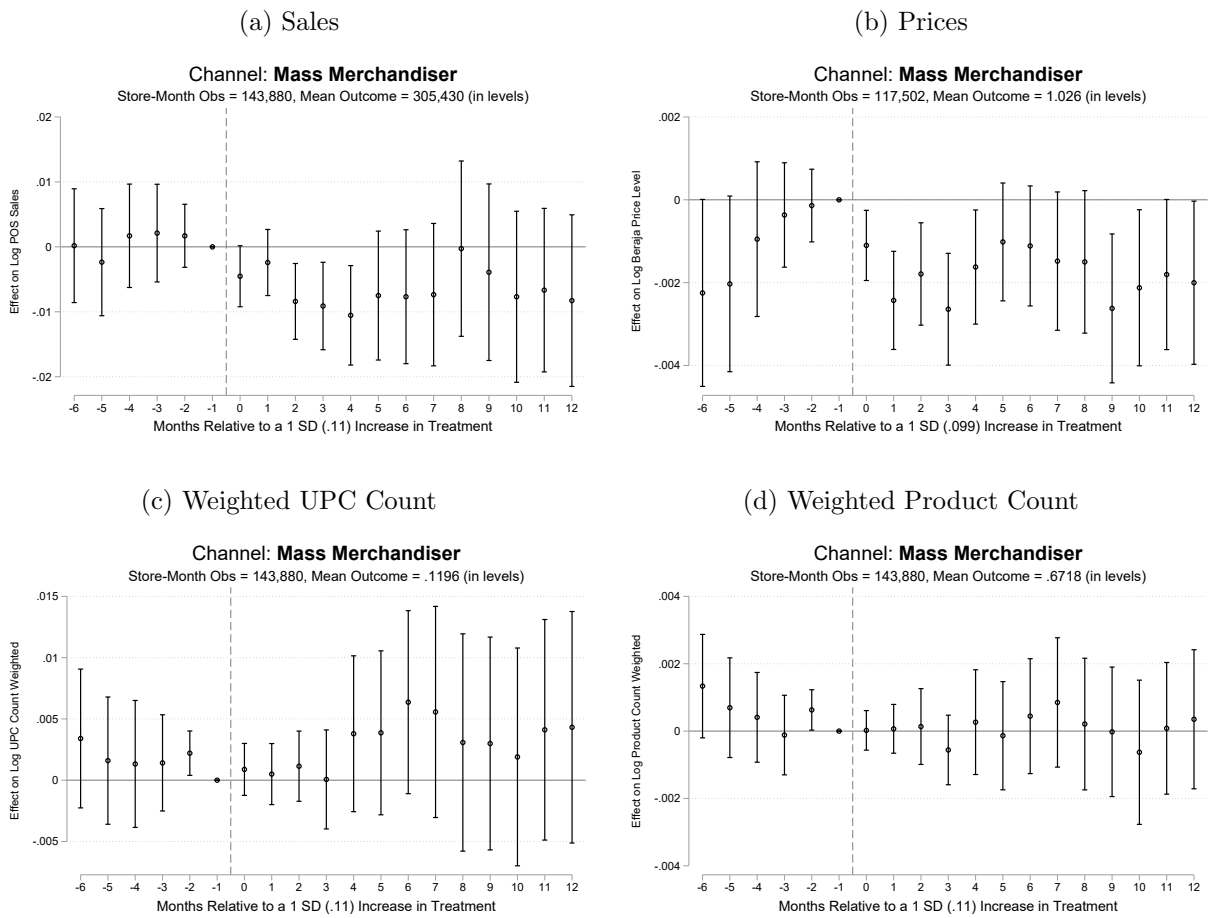 (a) Sales
Channel: Mass Merchandiser
Store-Month Obs = 143,880, Mean Outcome = 305,430 (in levels)
Effect on Log POS Sales
.02
.01
0
-.01
-.02
-6 -5 -4 -3 -2 -1 0 1 2 3 4 5 6 7 8 9 10 11 12
Months Relative to a 1 SD (.11) Increase in Treatment
(b) Prices
Channel: Mass Merchandiser
Store-Month Obs = 117,502, Mean Outcome = 1.026 (in levels)
Effect on Log Beraja Price Level
.002
0
-.002
-.004
-6 -5 -4 -3 -2 -1 0 1 2 3 4 5 6 7 8 9 10 11 12
Months Relative to a 1 SD (.099) Increase in Treatment
(c) Weighted UPC Count
Channel: Mass Merchandiser
Store-Month Obs = 143,880, Mean Outcome = .1196 (in levels)
Effect on Log UPC Count Weighted
.015
.01
.005
0
-.005
-6 -5 -4 -3 -2 -1 0 1 2 3 4 5 6 7 8 9 10 11 12
Months Relative to a 1 SD (.11) Increase in Treatment
(d) Weighted Product Count
Channel: Mass Merchandiser
Store-Month Obs = 143,880, Mean Outcome = .6718 (in levels)
Effect on Log Product Count Weighted
.004
.002
0
-.002
-.004
-6 -5 -4 -3 -2 -1 0 1 2 3 4 5 6 7 8 9 10 11 12
Months Relative to a 1 SD (.11) Increase in Treatment